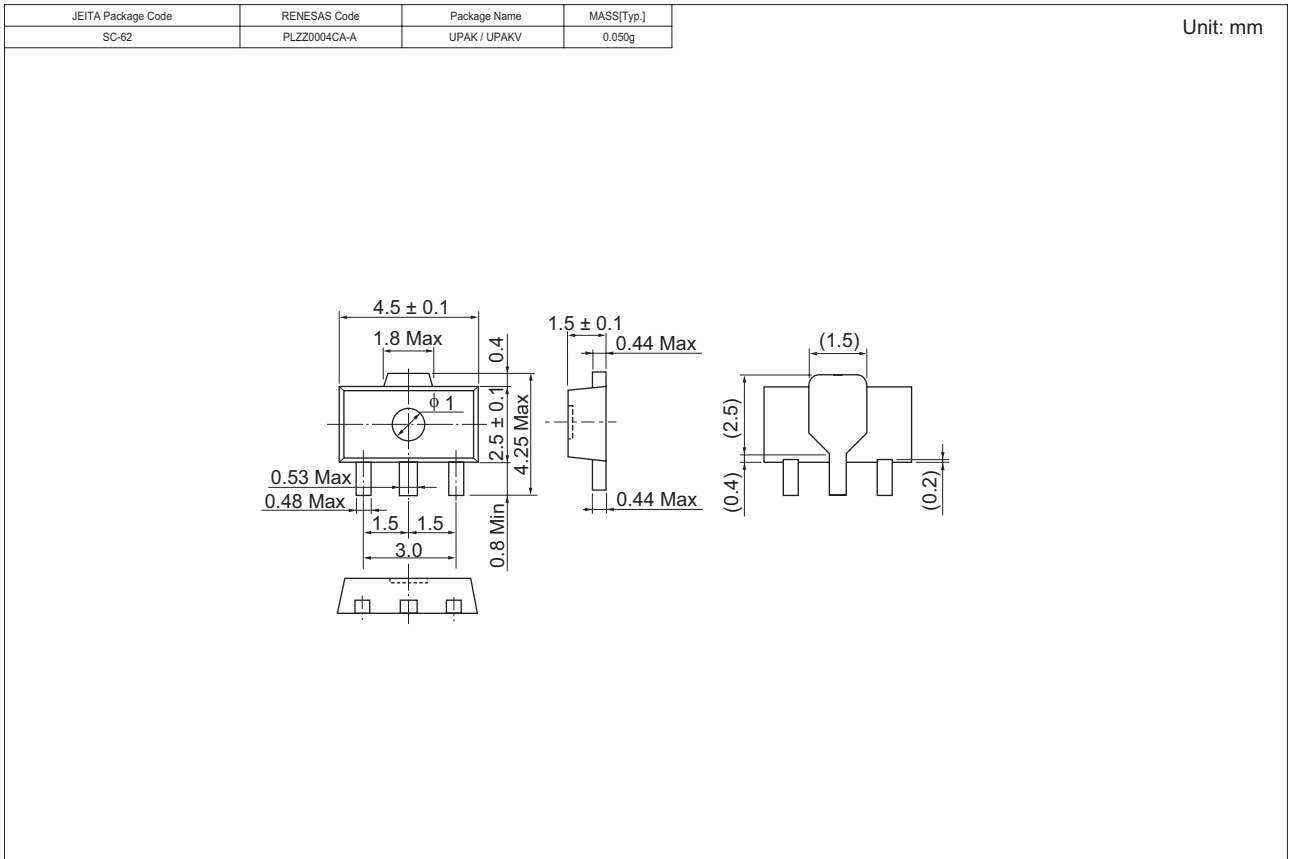 JEITA Package Code RENESAS Code Package Name MASS[Typ.]
SC-62 PLZZ0004CA-A UPAK / UPAKV 0.050g
Unit: mm
4.5 ± 0.1
1.8 Max
0.4
φ 1
2.5 ± 0.1
4.25 Max
0.53 Max
0.48 Max
1.5 1.5
3.0
0.8 Min
1.5 ± 0.1
0.44 Max
0.44 Max
(1.5)
(2.5)
(0.4)
(0.2)